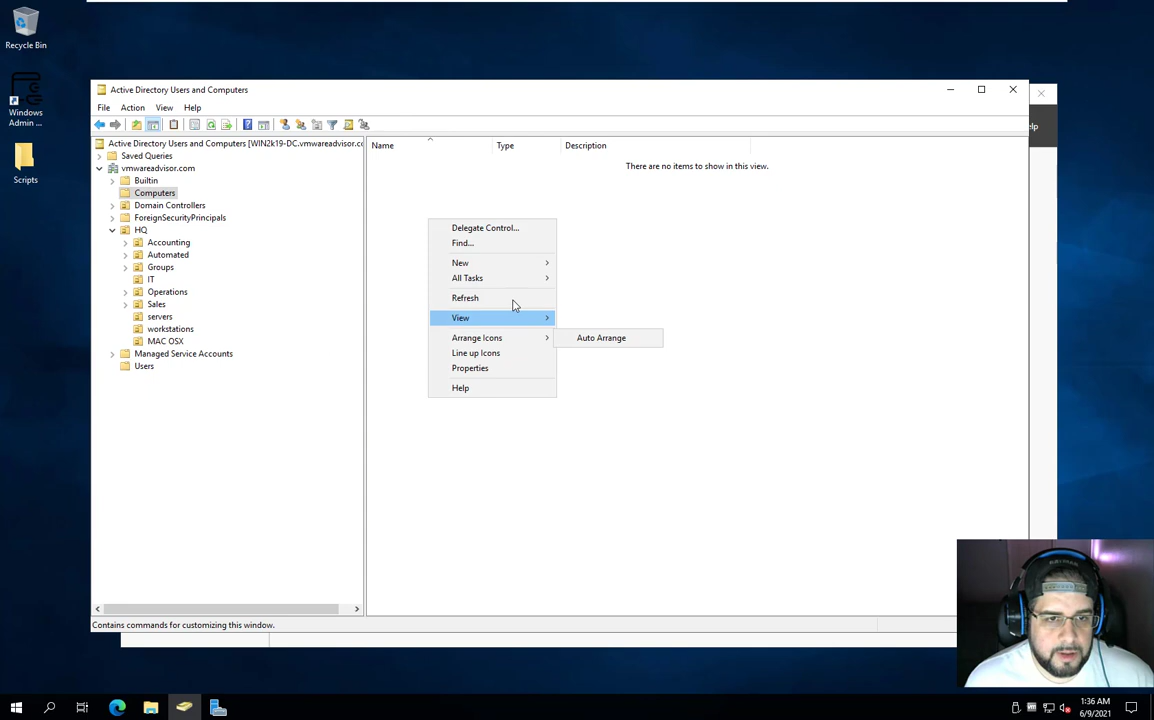 Recycle Bin
Windows
Admin ...
Scripts
Active Directory Users and Computers
File Action View Help
Active Directory Users and Computers [WIN2k19-DC.vmwareadvisor.cc
Saved Queries
vmwareadvisor.com
Builtin
Computers
Domain Controllers
ForeignSecurityPrincipals
HQ
Accounting
Automated
Groups
IT
Operations
Sales
servers
workstations
MAC OSX
Managed Service Accounts
Users
Name Type Description
There are no items to show in this view.
Delegate Control...
Find...
New
All Tasks
Refresh
View
Arrange Icons
Line up Icons
Properties
Help
Auto Arrange
Contains commands for customizing this window.
elp
1:36 AM
6/9/2021